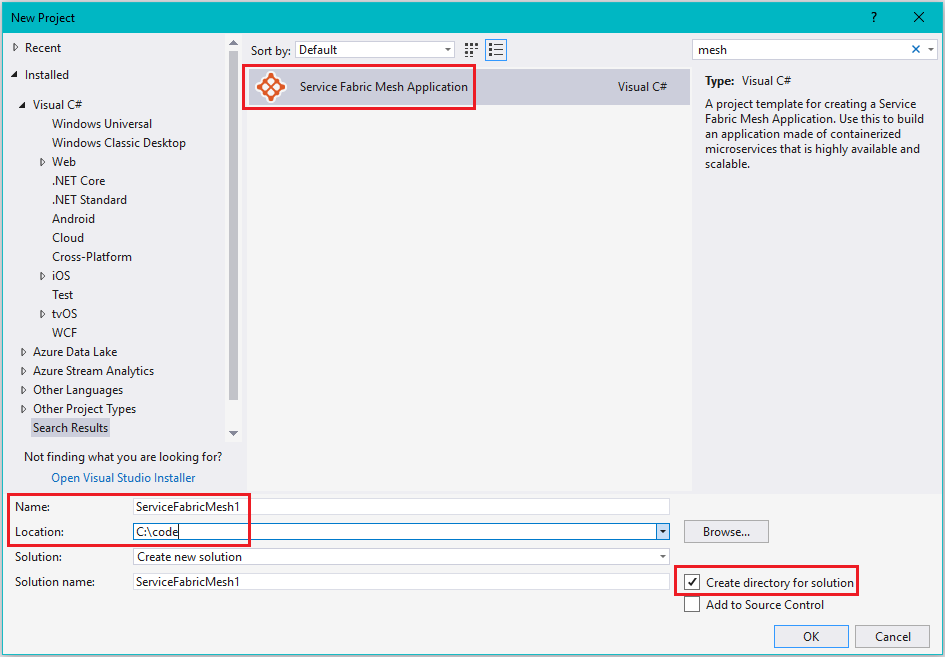 New Project
?
Recent
Installed
Visual C#
Windows Universal
Windows Classic Desktop
Web
.NET Core
.NET Standard
Android
Cloud
Cross-Platform
iOS
Test
tvOS
WCF
Azure Data Lake
Azure Stream Analytics
Other Languages
Other Project Types
Search Results
Not finding what you are looking for?
Open Visual Studio Installer
Sort by: Default
Service Fabric Mesh Application Visual C#
mesh
Type: Visual C#
A project template for creating a Service
Fabric Mesh Application. Use this to build
an application made of containerized
microservices that is highly available and
scalable.
Name: ServiceFabricMesh1
Location: C:\code
Browse...
Solution: Create new solution
Solution name: ServiceFabricMesh1
Create directory for solution
Add to Source Control
OK Cancel